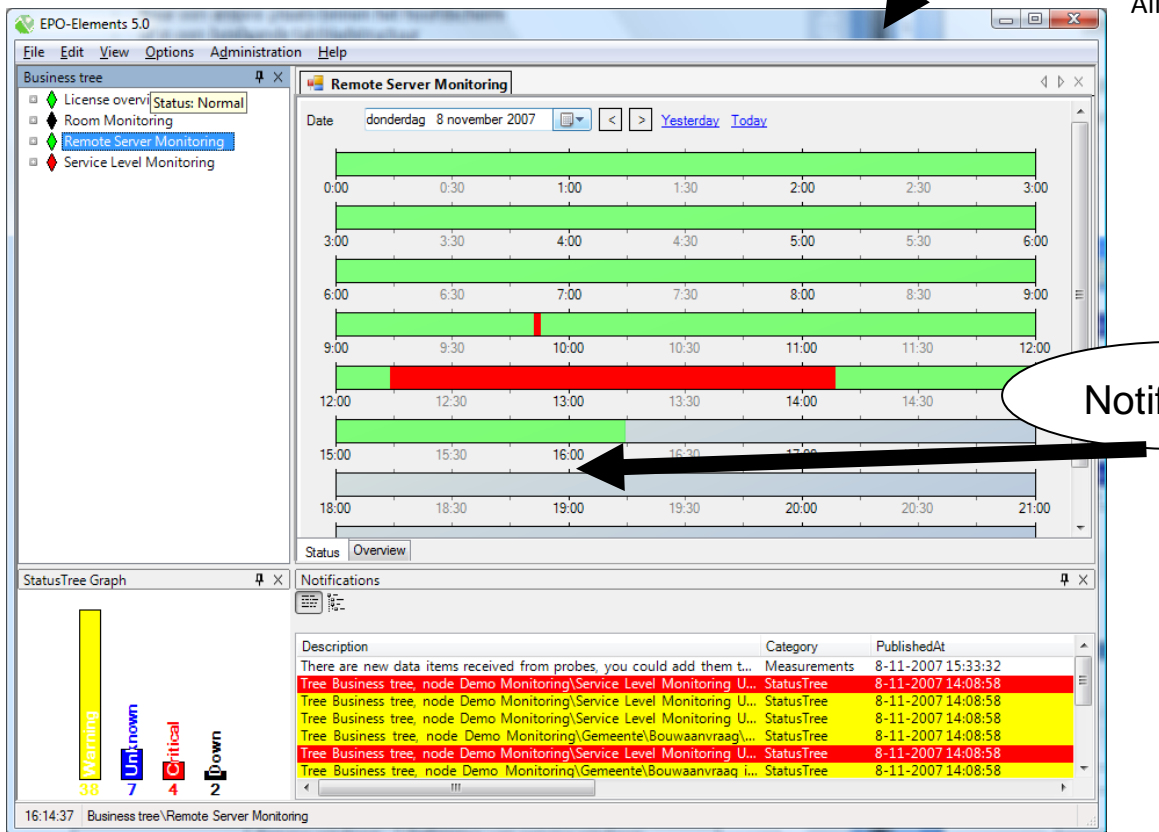 EPO-Elements 5.0
File Edit View Options Administration Help
Business tree
License overvi
Status: Normal
Room Monitoring
Remote Server Monitoring
Service Level Monitoring
Remote Server Monitoring
Date donderdag 8 november 2007 < > Yesterday Today
0:00 0:30 1:00 1:30 2:00 2:30 3:00
3:00 3:30 4:00 4:30 5:00 5:30 6:00
6:00 6:30 7:00 7:30 8:00 8:30 9:00
9:00 9:30 10:00 10:30 11:00 11:30 12:00
12:00 12:30 13:00 13:30 14:00 14:30
15:00 15:30 16:00 16:30 17:00
18:00 18:30 19:00 19:30 20:00 20:30 21:00
Status Overview
Notif
StatusTree Graph
Warning Unknown Critical Down
38 7 4 2
Notifications
Description Category PublishedAt
There are new data items received from probes, you could add them t... Measurements 8-11-2007 15:33:32
Tree Business tree, node Demo Monitoring\Service Level Monitoring U... StatusTree 8-11-2007 14:08:58
Tree Business tree, node Demo Monitoring\Service Level Monitoring U... StatusTree 8-11-2007 14:08:58
Tree Business tree, node Demo Monitoring\Service Level Monitoring U... StatusTree 8-11-2007 14:08:58
Tree Business tree, node Demo Monitoring\Gemeente\Bouwaanvraag\... StatusTree 8-11-2007 14:08:58
Tree Business tree, node Demo Monitoring\Service Level Monitoring U... StatusTree 8-11-2007 14:08:58
Tree Business tree, node Demo Monitoring\Gemeente\Bouwaanvraag i... StatusTree 8-11-2007 14:08:58
16:14:37 Business tree\Remote Server Monitoring